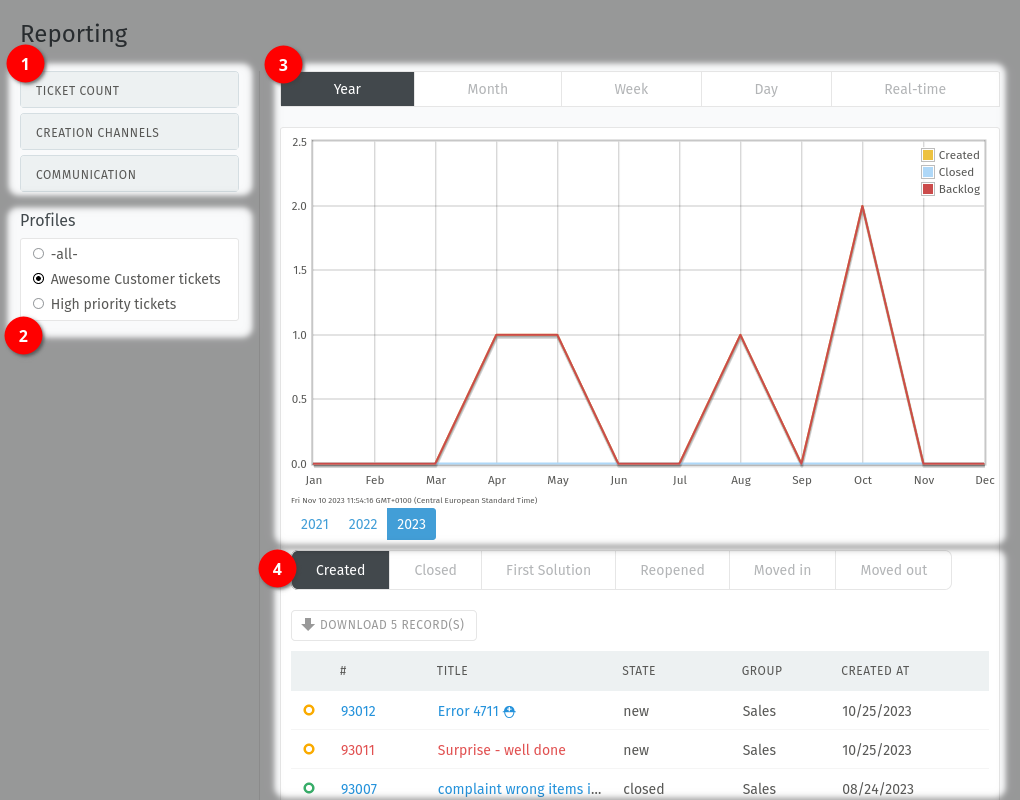 Reporting
1
TICKET COUNT
CREATION CHANNELS
COMMUNICATION
Profiles
-all-
Awesome Customer tickets
High priority tickets
2
3
Year Month Week Day Real-time
2.5
2.0
1.5
1.0
0.5
0.0
Created
Closed
Backlog
Jan Feb Mar Apr May Jun Jul Aug Sep Oct Nov Dec
Fri Nov 10 2023 11:54:16 GMT+0100 (Central European Standard Time)
2021 2022 2023
4
Created Closed First Solution Reopened Moved in Moved out
DOWNLOAD 5 RECORD(S)
# TITLE STATE GROUP CREATED AT
93012 Error 4711 new Sales 10/25/2023
93011 Surprise - well done new Sales 10/25/2023
93007 complaint wrong items i... closed Sales 08/24/2023